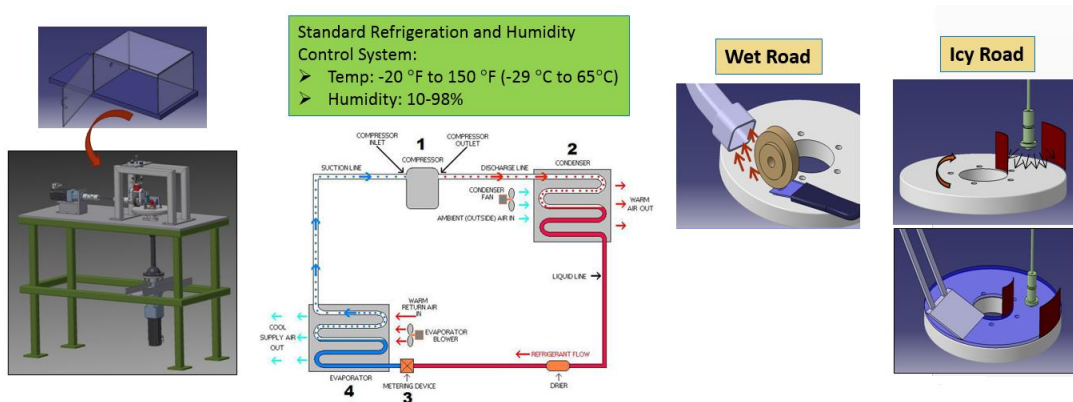 Standard Refrigeration and Humidity
Control System:
➤ Temp: -20 °F to 150 °F (-29 °C to 65°C)
➤ Humidity: 10-98%
Wet Road
Icy Road
COMPRESSOR
INLET
1
COMPRESSOR
COMPRESSOR
OUTLET
2
CONDENSER
SUCTION LINE
DISCHARGE LINE
CONDENSER
FAN
AMBIENT (OUTSIDE) AIR IN
WARM
AIR OUT
LIQUID LINE
WARM
RETURN AIR
IN
COOL
SUPPLY AIR
OUT
EVAPORATOR
BLOWER
REFRIGERANT FLOW
EVAPORATOR
4
METERING DEVICE
3
DRIER